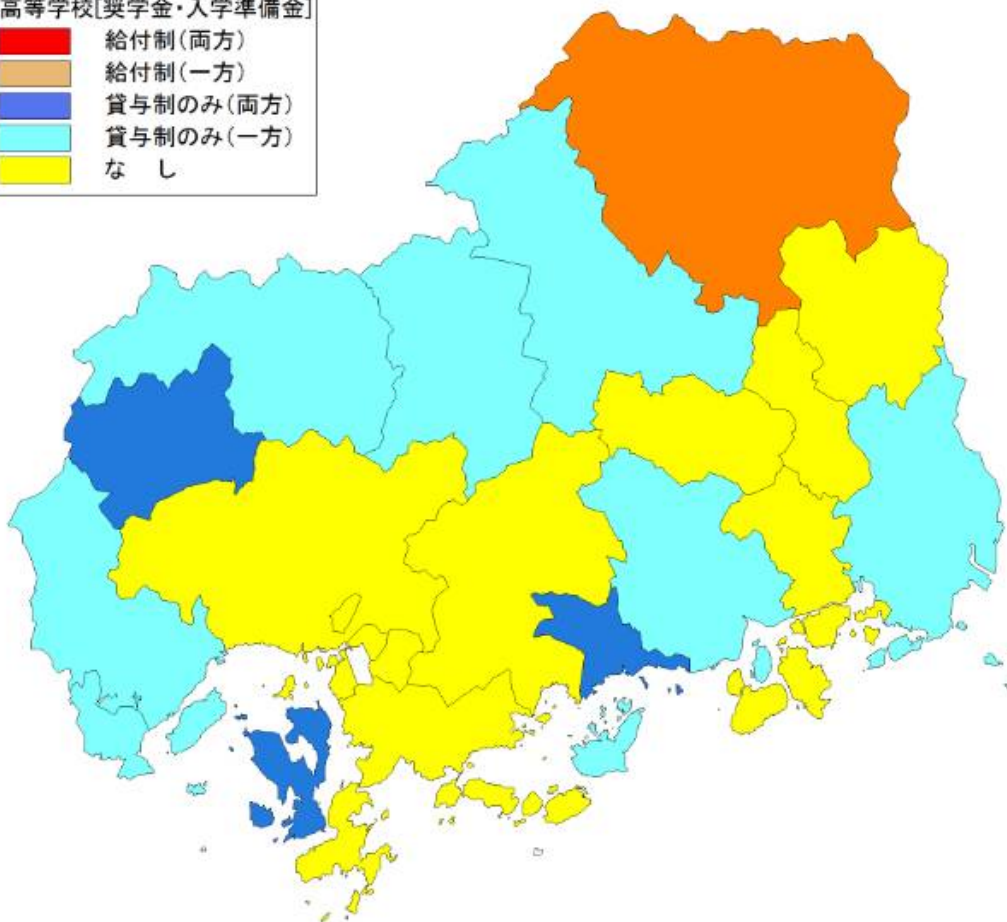 高等学校[奨学金・入学準備金]
給付制(両方)
給付制(一方)
貸与制のみ(両方)
貸与制のみ(一方)
な し